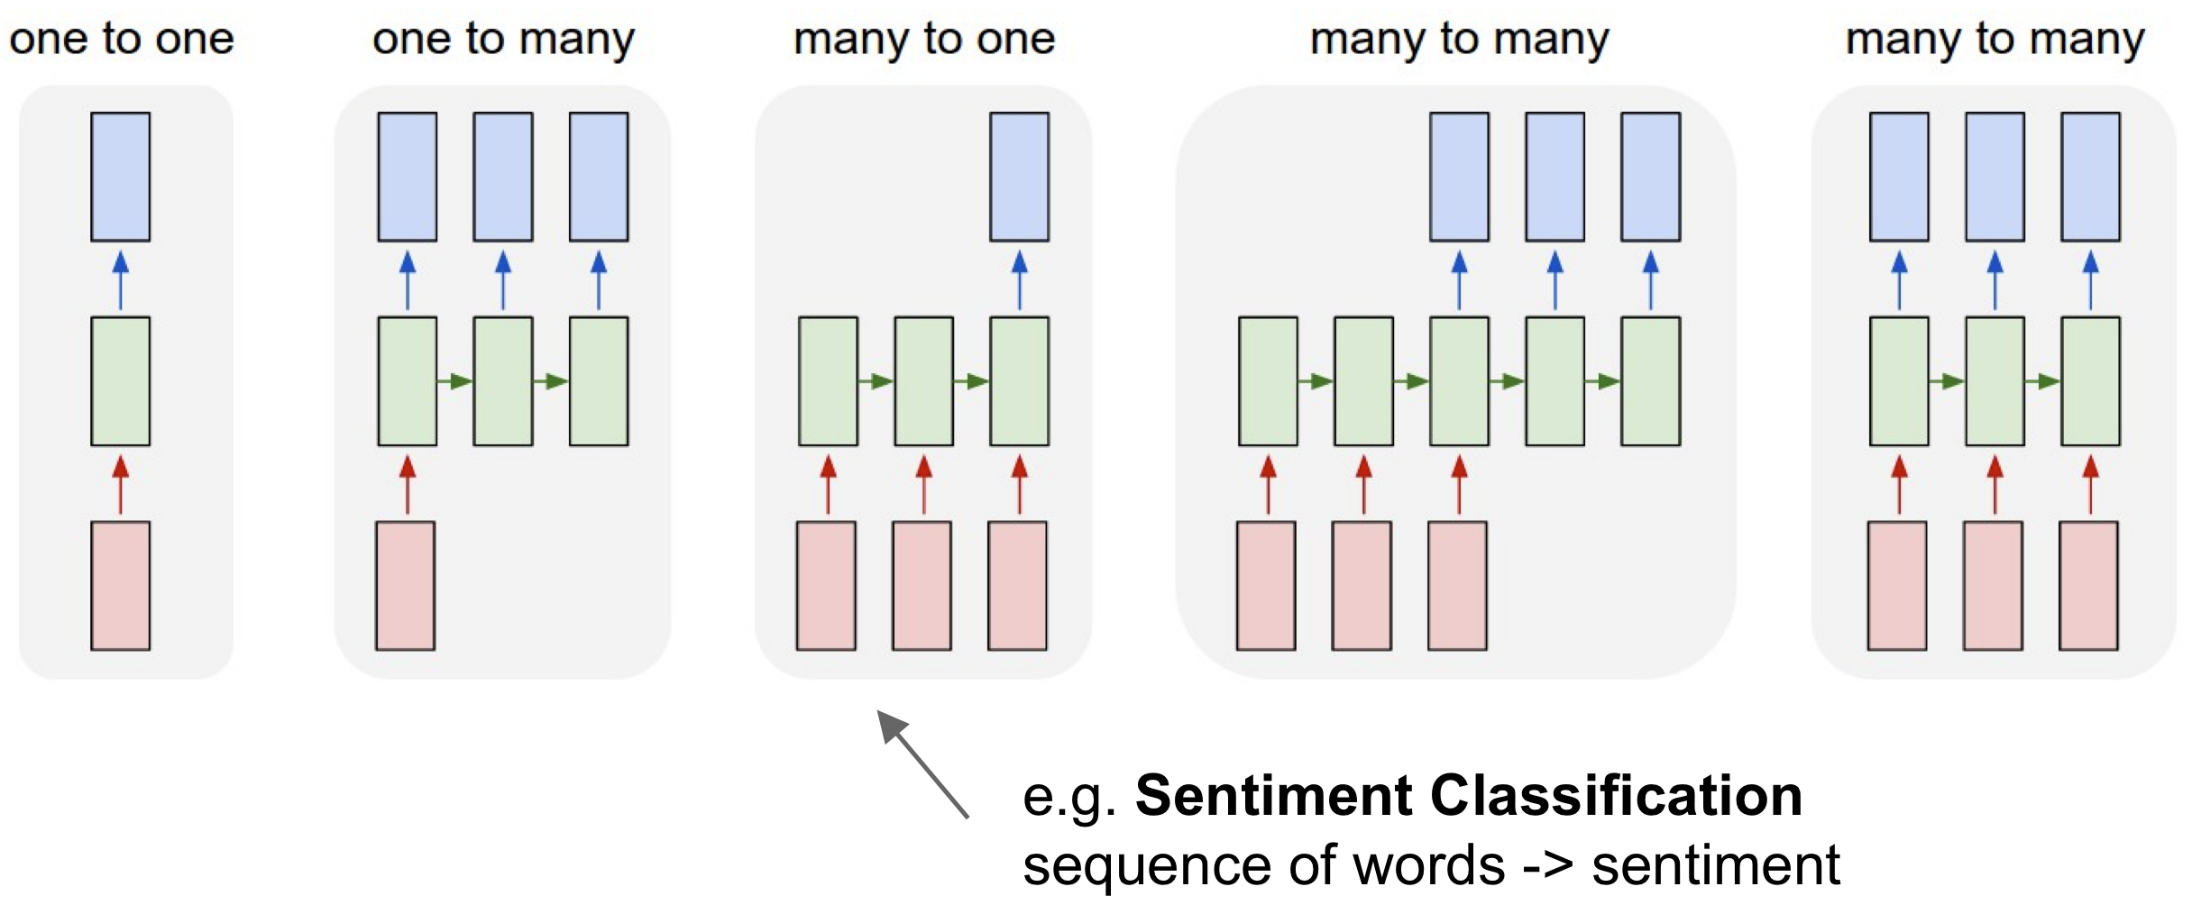 one to one
one to many
many to one
many to many
many to many
e.g. Sentiment Classification
sequence of words -> sentiment